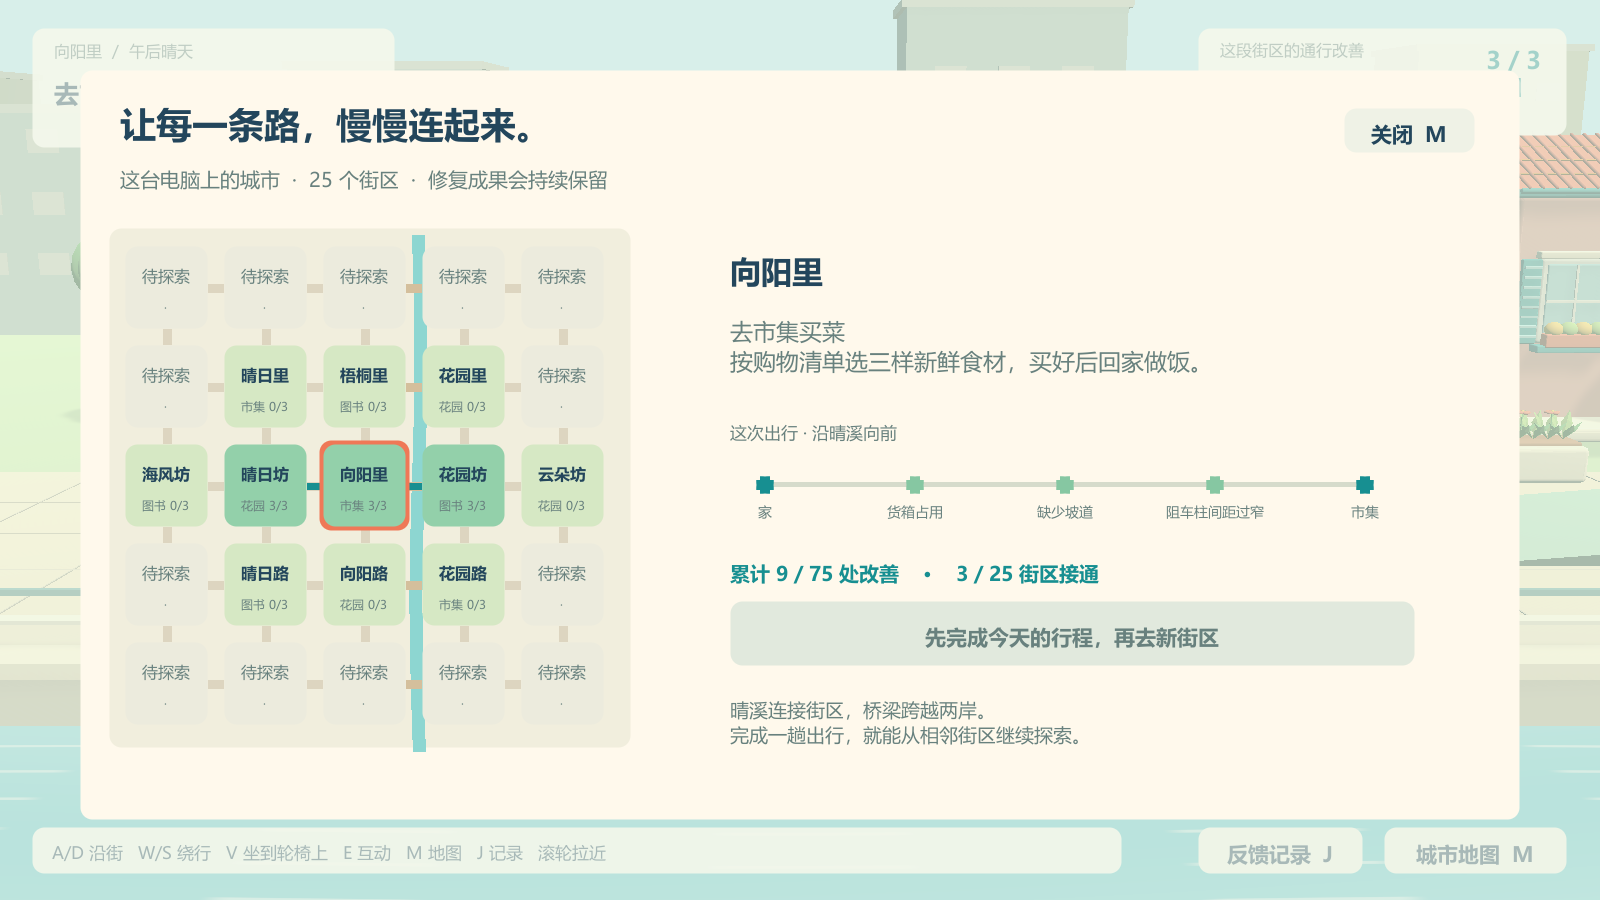 向阳里 / 午后晴天
去
这段街区的通行改善
3 / 3
让每一条路，慢慢连起来。
关闭 M
这台电脑上的城市 · 25 个街区 · 修复成果会持续保留
待探索 待探索 待探索 待探索 待探索
· · · · ·
待探索 晴日里 梧桐里 花园里 待探索
· 市集 0/3 图书 0/3 花园 0/3 ·
海风坊 晴日坊 向阳里 花园坊 云朵坊
图书 0/3 花园 3/3 市集 3/3 图书 3/3 花园 0/3
待探索 晴日路 向阳路 花园路 待探索
· 图书 0/3 花园 0/3 市集 0/3 ·
待探索 待探索 待探索 待探索 待探索
· · · · ·
向阳里
去市集买菜
按购物清单选三样新鲜食材，买好后回家做饭。
这次出行 · 沿晴溪向前
家 货箱占用 缺少坡道 阻车柱间距过窄 市集
累计 9 / 75 处改善 · 3 / 25 街区接通
先完成今天的行程，再去新街区
晴溪连接街区，桥梁跨越两岸。
完成一趟出行，就能从相邻街区继续探索。
A/D 沿街 W/S 绕行 V 坐到轮椅上 E 互动 M 地图 J 记录 滚轮拉近
反馈记录 J
城市地图 M